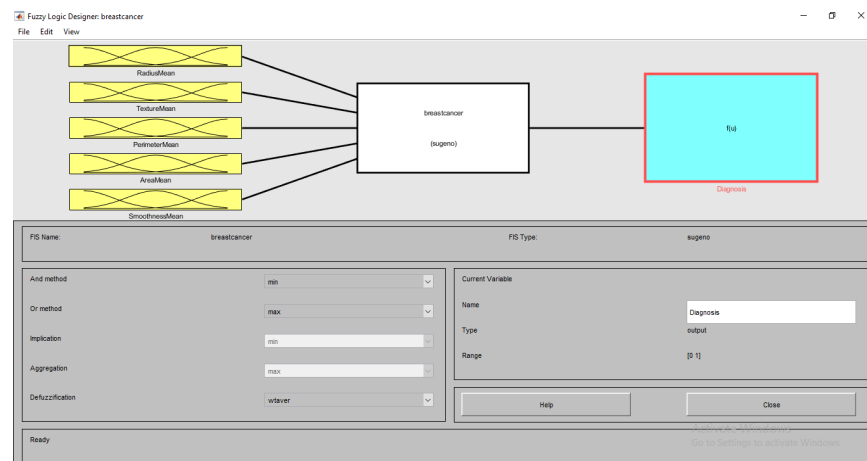 Fuzzy Logic Designer: breastcancer
File Edit View
RadiusMean
TextureMean
PerimeterMean
AreaMean
SmoothnessMean
breastcancer
(sugeno)
f(u)
Diagnosis
FIS Name: breastcancer FIS Type: sugeno
And method min
Or method max
Implication min
Aggregation max
Defuzzification wtaver
Current Variable
Name Diagnosis
Type output
Range [0 1]
Help Close
Activate Windows
Go to Settings to activate Windows.
Ready